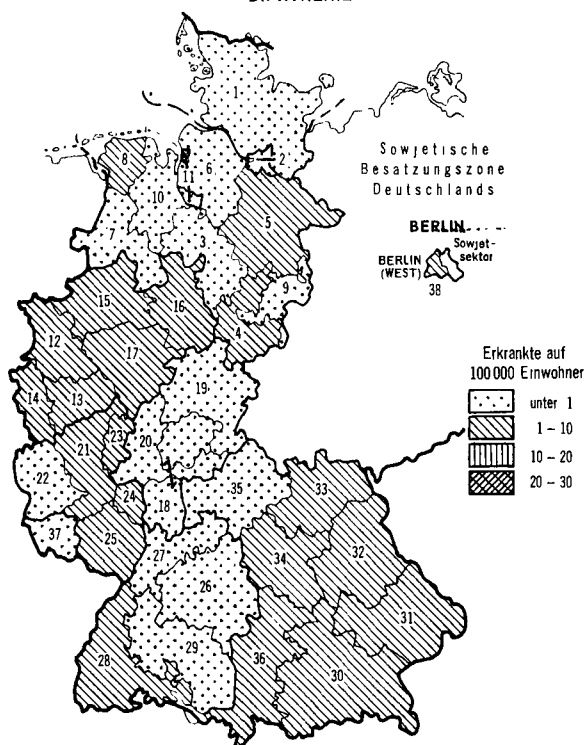 1
2
8
6
11
10
Sowjetische
Besatzungszone
Deutschlands
5
7
3
BERLIN
Sowjet-
sektor
BERLIN
(WEST)
38
9
15
16
4
12
17
14
13
19
20
23
21
22
24
18
35
33
37
25
27
34
32
26
31
29
28
36
30
Erkrankte auf
100 000 Einwohner
unter 1
1 – 10
10 – 20
20 – 30